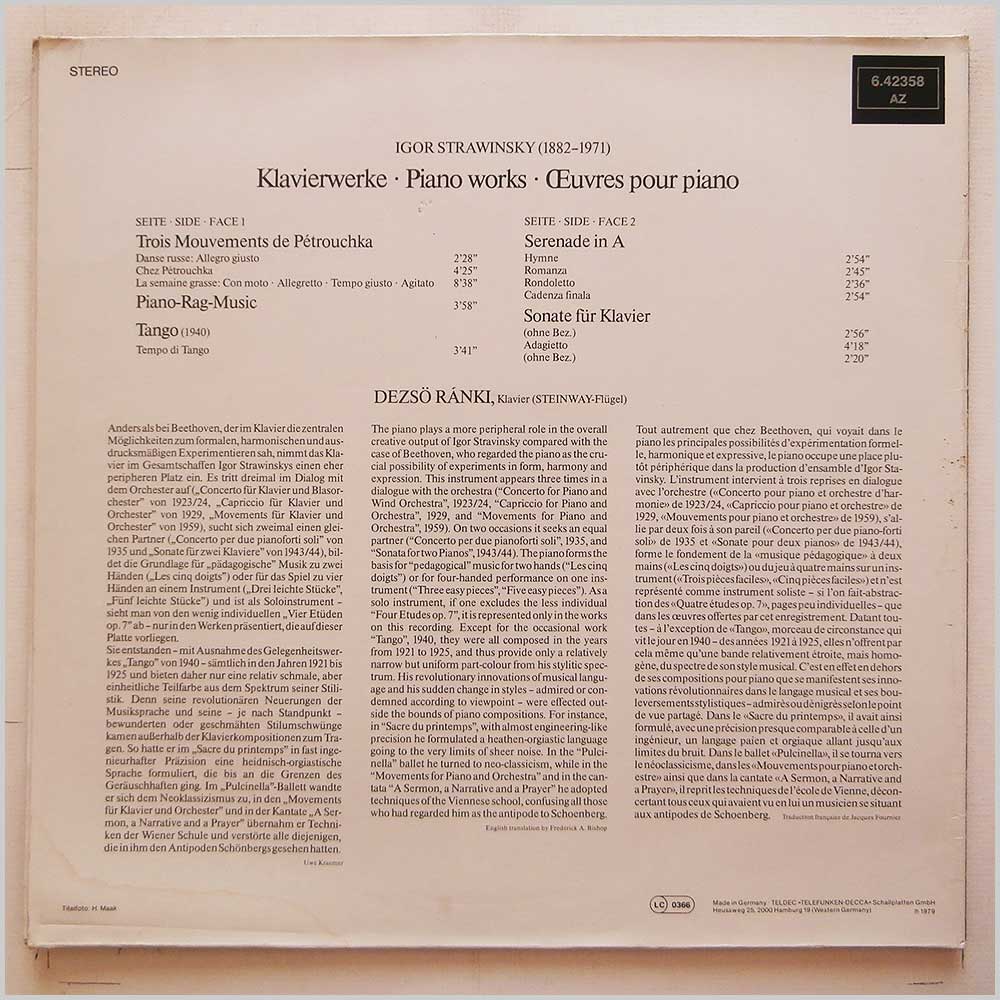 STEREO
6.42358
AZ
IGOR STRAWINSKY (1882–1971)
Klavierwerke · Piano works · Œuvres pour piano
SEITE · SIDE · FACE 1
Trois Mouvements de Pétrouchka
Danse russe: Allegro giusto 2'28"
Chez Pétrouchka 4'25"
La semaine grasse: Con moto · Allegretto · Tempo giusto · Agitato 8'38"
Piano-Rag-Music 3'58"
Tango (1940)
Tempo di Tango 3'41"
SEITE · SIDE · FACE 2
Serenade in A
Hymne 2'54"
Romanza 2'45"
Rondoletto 2'36"
Cadenza finala 2'54"
Sonate für Klavier
(ohne Bez.) 2'56"
Adagietto 4'18"
(ohne Bez.) 2'20"
DEZSÖ RÁNKI, Klavier (STEINWAY-Flügel)
Anders als bei Beethoven, der im Klavier die zentralen
Möglichkeiten zum formalen, harmonischen und aus-
drucksmäßigen Experimentieren sah, nimmt das Kla-
vier im Gesamtschaffen Igor Strawinskys einen eher
peripheren Platz ein. Es tritt dreimal im Dialog mit
dem Orchester auf („Concerto für Klavier und Blasor-
chester" von 1923/24, „Capriccio für Klavier und
Orchester" von 1929, „Movements für Klavier und
Orchester" von 1959), sucht sich zweimal einen glei-
chen Partner („Concerto per due pianoforti soli" von
1935 und „Sonate für zwei Klaviere" von 1943/44), bil-
det die Grundlage für „pädagogische" Musik zu zwei
Händen („Les cinq doigts") oder für das Spiel zu vier
Händen an einem Instrument („Drei leichte Stücke",
„Fünf leichte Stücke") und ist als Soloinstrument –
sieht man von den wenig individuellen „Vier Etüden
op. 7" ab – nur in den Werken präsentiert, die auf dieser
Platte vorliegen.
Sie entstanden – mit Ausnahme des Gelegenheitswer-
kes „Tango" von 1940 – sämtlich in den Jahren 1921 bis
1925 und bieten daher nur eine relativ schmale, aber
einheitliche Teilfarbe aus dem Spektrum seiner Stili-
stik. Denn seine revolutionären Neuerungen der
Musiksprache und seine – je nach Standpunkt –
bewunderten oder geschmähten Stilumschwünge
kamen außerhalb der Klavierkompositionen zum Tra-
gen. So hatte er im „Sacre du printemps" in fast inge-
nieurhafter Präzision eine heidnisch-orgiastische
Sprache formuliert, die bis an die Grenzen des
Geräuschhaften ging. Im „Pulcinella"-Ballett wandte
er sich dem Neoklassizismus zu, in den „Movements
für Klavier und Orchester" und in der Kantate „A Ser-
mon, a Narrative and a Prayer" übernahm er Techni-
ken der Wiener Schule und verstörte alle diejenigen,
die in ihm den Antipoden Schönbergs gesehen hatten.
Uwe Kraemer
The piano plays a more peripheral role in the overall
creative output of Igor Stravinsky compared with the
case of Beethoven, who regarded the piano as the cru-
cial possibility of experiments in form, harmony and
expression. This instrument appears three times in a
dialogue with the orchestra ("Concerto for Piano and
Wind Orchestra", 1923/24, "Capriccio for Piano and
Orchestra", 1929, and "Movements for Piano and
Orchestra", 1959). On two occasions it seeks an equal
partner ("Concerto per due pianoforti soli", 1935, and
"Sonata for two Pianos", 1943/44). The piano forms the
basis for "pedagogical" music for two hands ("Les cinq
doigts") or for four-handed performance on one ins-
trument ("Three easy pieces", "Five easy pieces"). As a
solo instrument, if one excludes the less individual
"Four Etudes op. 7", it is represented only in the works
on this recording. Except for the occasional work
"Tango", 1940, they were all composed in the years
from 1921 to 1925, and thus provide only a relatively
narrow but uniform part-colour from his stylitic spec-
trum. His revolutionary innovations of musical langu-
age and his sudden change in styles – admired or con-
demned according to viewpoint – were effected out-
side the bounds of piano compositions. For instance,
in "Sacre du printemps", with almost engineering-like
precision he formulated a heathen-orgiastic language
going to the very limits of sheer noise. In the "Pulci-
nella" ballet he turned to neo-classicism, while in the
"Movements for Piano and Orchestra" and in the can-
tata "A Sermon, a Narrative and a Prayer" he adopted
techniques of the Viennese school, confusing all those
who had regarded him as the antipode to Schoenberg.
English translation by Frederick A. Bishop
Tout autrement que chez Beethoven, qui voyait dans le
piano les principales possibilités d'expérimentation formel-
le, harmonique et expressive, le piano occupe une place plu-
tôt périphérique dans la production d'ensemble d'Igor Sta-
vinsky. L'instrument intervient à trois reprises en dialogue
avec l'orchestre («Concerto pour piano et orchestre d'har-
monie» de 1923/24, «Capriccio pour piano et orchestre» de
1929, «Mouvements pour piano et orchestre» de 1959), s'al-
lie par deux fois à son pareil («Concerto per due piano-forti
soli» de 1935 et «Sonate pour deux pianos» de 1943/44),
forme le fondement de la «musique pédagogique» à deux
mains («Les cinq doigts») ou du jeu à quatre mains sur un ins-
trument («Trois pièces faciles», «Cinq pièces faciles») et n'est
représenté comme instrument soliste – si l'on fait-abstrac-
tion des «Quatre études op. 7», pages peu individuelles – que
dans les œuvres offertes par cet enregistrement. Datant tou-
tes – à l'exception de «Tango», morceau de circonstance qui
vit le jour en 1940 – des années 1921 à 1925, elles n'offrent par
cela même qu'une bande relativement étroite, mais homo-
gène, du spectre de son style musical. C'est en effet en dehors
de ses compositions pour piano que se manifestent ses inno-
vations révolutionnaires dans le langage musical et ses bou-
leversements stylistiques – admirés ou dénigrés selon le point
de vue partagé. Dans le «Sacre du printemps», il avait ainsi
formulé, avec une précision presque comparable à celle d'un
ingénieur, un langage paien et orgiaque allant jusqu'aux
limites du bruit. Dans le ballet «Pulcinella», il se tourna vers
le néoclassicisme, dans les «Mouvements pour piano et orch-
estre» ainsi que dans la cantate «A Sermon, a Narrative and
a Prayer», il reprit les techniques de l'école de Vienne, décon-
certant tous ceux qui avaient vu en lui un musicien se situant
aux antipodes de Schoenberg.
Traduction française de Jacques Fournier
Titelfoto: H. Maak
LC 0366
Made in Germany · TELDEC »TELEFUNKEN-DECCA« Schallplatten GmbH
Heussweg 25, 2000 Hamburg 19 (Western Germany)
℗ 1979